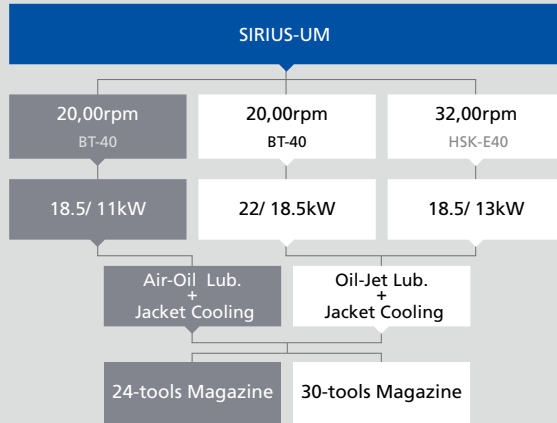 SIRIUS-UM
20,00rpm
BT-40
20,00rpm
BT-40
32,00rpm
HSK-E40
18.5/ 11kW
22/ 18.5kW
18.5/ 13kW
Air-Oil Lub.
+
Jacket Cooling
Oil-Jet Lub.
+
Jacket Cooling
24-tools Magazine
30-tools Magazine